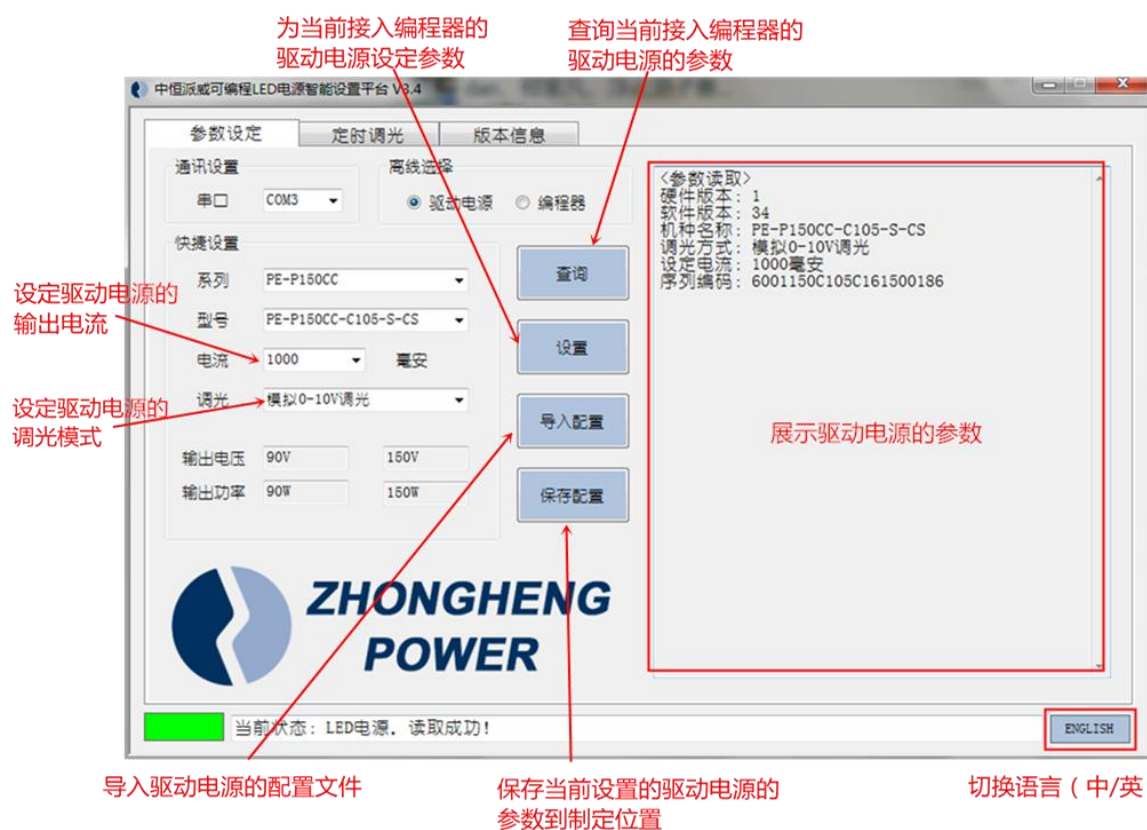 为当前接入编程器的
驱动电源设定参数
查询当前接入编程器的
驱动电源的参数
中恒派威可编程LED电源智能设置平台 V3.4
参数设定
定时调光
版本信息
通讯设置
串口
COM3
离线选择
驱动电源
编程器
快捷设置
系列
PE-P150CC
型号
PE-P150CC-C105-S-CS
电流
1000
毫安
调光
模拟0-10V调光
输出电压
90V
150V
输出功率
90W
150W
查询
设置
导入配置
保存配置
<参数读取>
硬件版本: 1
软件版本: 34
机种名称: PE-P150CC-C105-S-CS
调光方式: 模拟0-10V调光
设定电流: 1000毫安
序列编码: 6001150C105C161500186
展示驱动电源的参数
设定驱动电源的
输出电流
设定驱动电源的
调光模式
ZHONGHENG
POWER
当前状态: LED电源, 读取成功!
ENGLISH
导入驱动电源的配置文件
保存当前设置的驱动电源的
参数到制定位置
切换语言（中/英